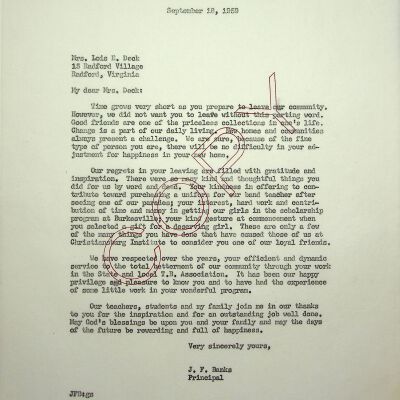 September 18, 1959
Mrs. Lois E. Deck
18 Radford Village
Radford, Virginia
My dear Mrs. Deck:
Time grows very short as you prepare to leave our community.
However, we did not want you to leave without this parting word.
Good friends are one of the priceless collections in one's life.
Change is a part of our daily living. New homes and communities
always present a challenge. We are sure, because of the fine
type of person you are, there will be no difficulty in your ad-
justment for happiness in your new home.
Our regrets in your leaving are filled with gratitude and
inspiration. There were so many kind and thoughtful things you
did for us by word and deed. Your kindness in offering to con-
tribute toward purchasing a uniform for our band teacher after
seeing one of our parades; your interest, hard work and contri-
bution of time and money in getting our girls in the scholarship
program at Burkeville; your kind gesture at commencement when
you selected a gift for a deserving girl. These are only a few
of the many things you have done that have caused those of us at
Christiansburg Institute to consider you one of our loyal friends.
We have respected over the years, your efficient and dynamic
service to the total betterment of our community through your work
in the State and Local T.B. Association. It has been our happy
privilege and pleasure to know you and to have had the experience
of some little work in your wonderful program.
Our teachers, students and my family join me in our thanks
to you for the inspiration and for an outstanding job well done.
May God's blessings be upon you and your family and may the days
of the future be rewarding and full of happiness.
Very sincerely yours,
J. F. Banks
Principal
JFB:gs
COPY